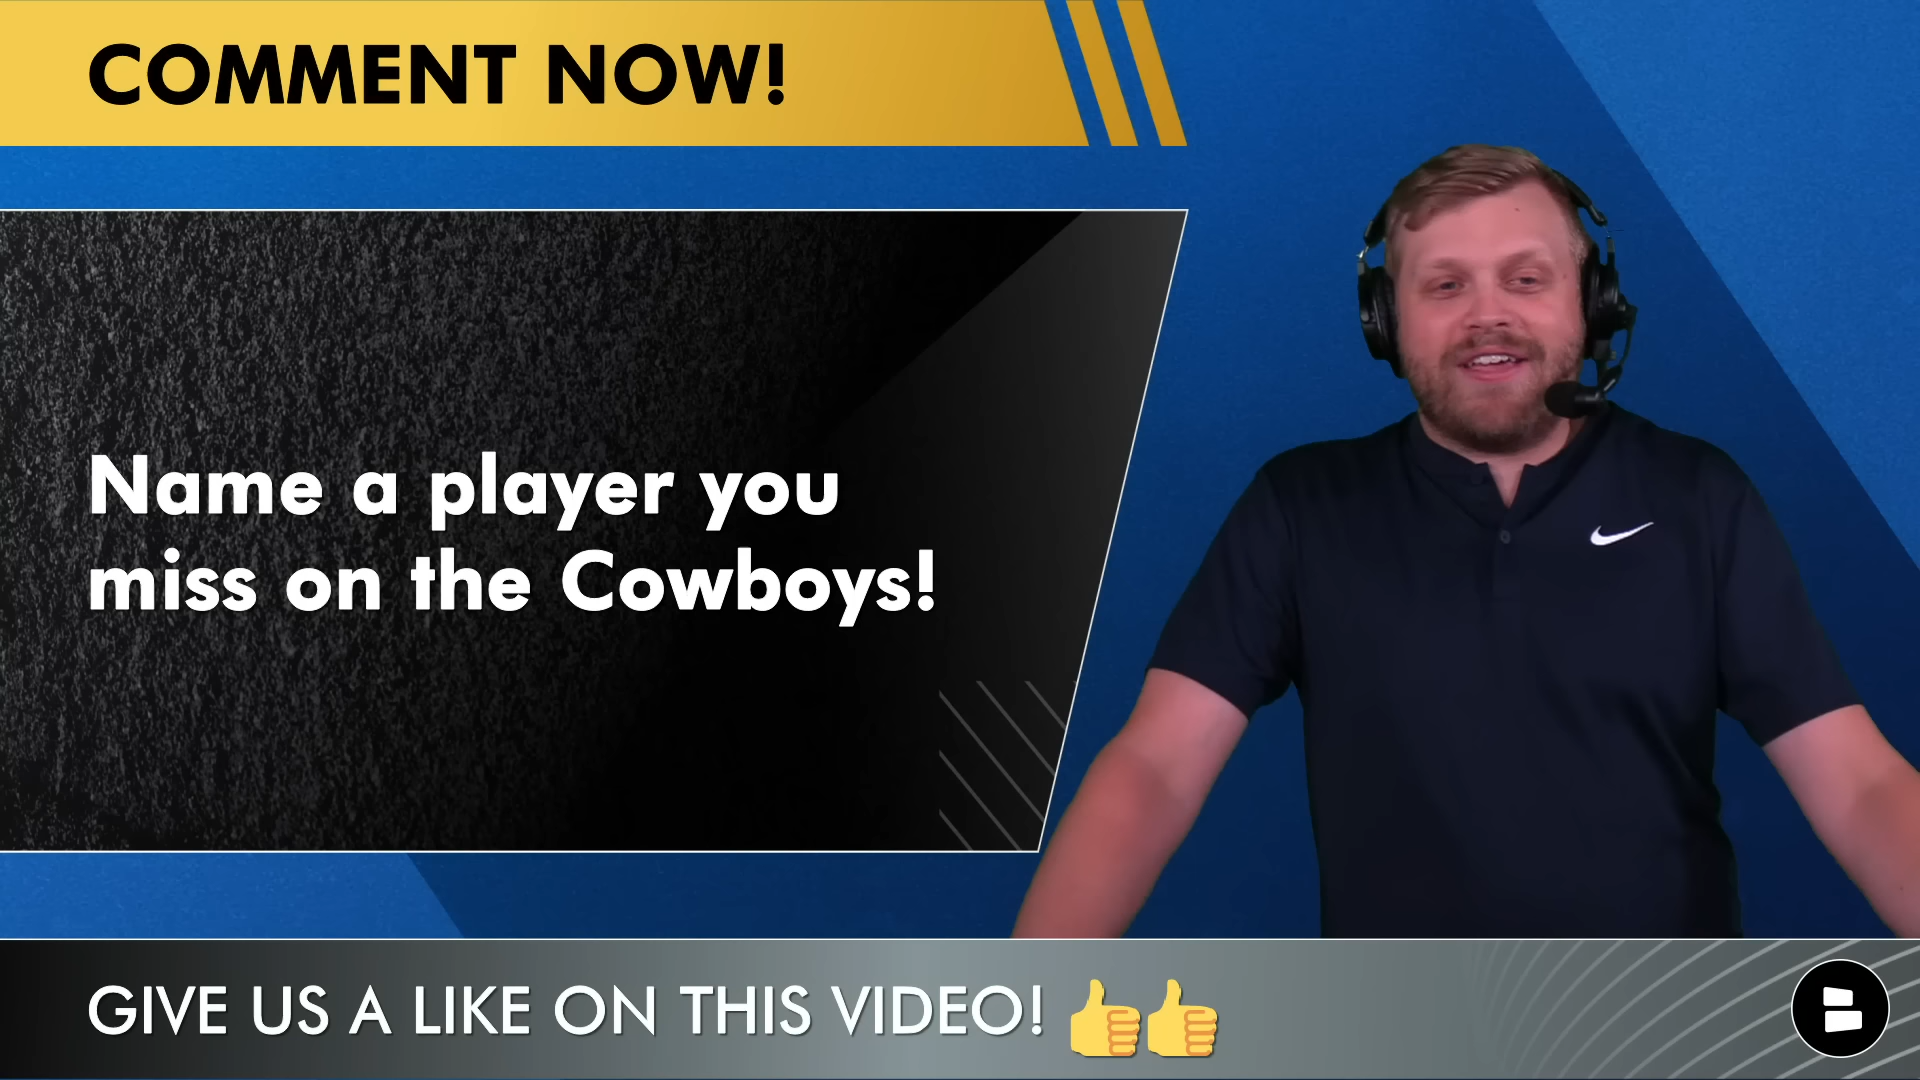 COMMENT NOW!
Name a player you
miss on the Cowboys!
GIVE US A LIKE ON THIS VIDEO! 👍👍